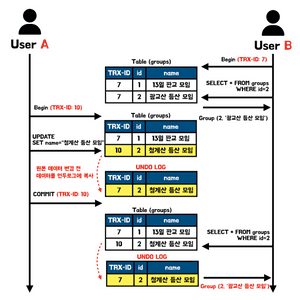 User A
User B
Begin (TRX-ID: 7)
Table (groups)
TRX-ID id name
7 1 13일 판교 모임
7 2 광교산 등산 모임
SELECT * FROM groups
WHERE id=2
Begin (TRX-ID: 10)
Group (2, '광교산 등산 모임')
Table (groups)
TRX-ID id name
7 1 13일 판교 모임
10 2 청계산 등산 모임
UPDATE
SET name="청계산 등산 모임"
원본 데이터 변경 전
데이터를 언두로그에 복사
UNDO LOG
TRX-ID id name
7 2 청계산 등산 모임
COMMIT (TRX-ID: 10)
Table (groups)
TRX-ID id name
7 1 13일 판교 모임
10 2 청계산 등산 모임
SELECT * FROM groups
WHERE id=2
UNDO LOG
TRX-ID id name
7 2 청계산 등산 모임
Group (2, '광교산 등산 모임')